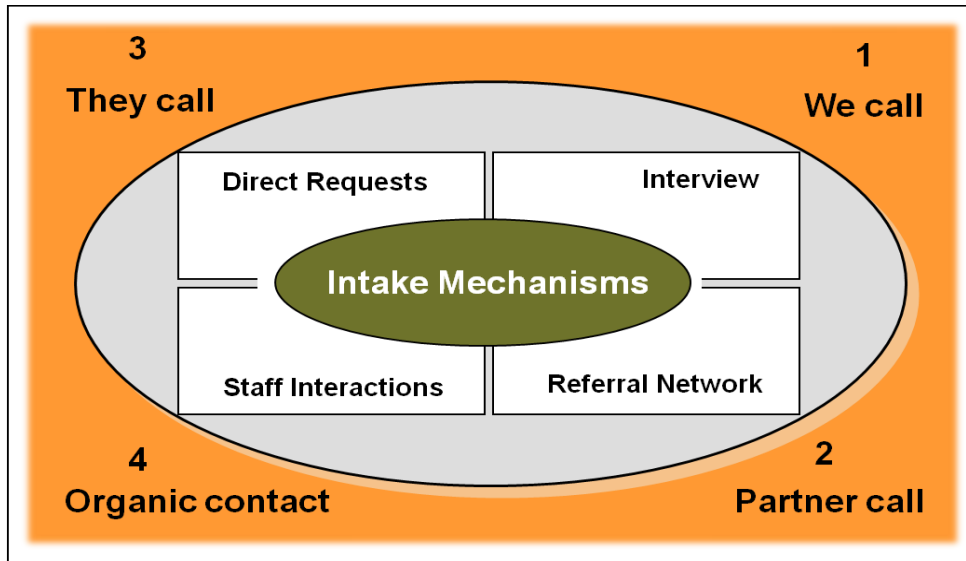 3
They call
1
We call
Direct Requests
Interview
Intake Mechanisms
Staff Interactions
Referral Network
4
Organic contact
2
Partner call